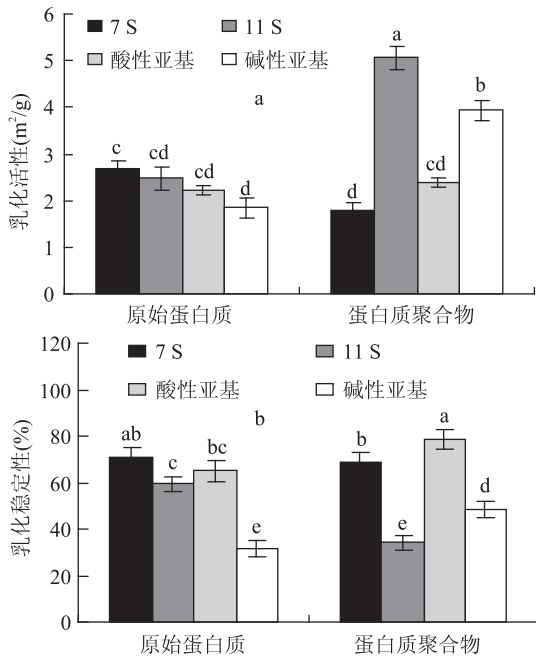 6
7 S
11 S
酸性亚基
碱性亚基
a
5
4
3
2
1
0
乳化活性(m²/g)
c
cd
cd
d
d
a
cd
b
原始蛋白质
蛋白质聚合物
120
7 S
11 S
酸性亚基
碱性亚基
b
100
80
60
40
20
0
乳化稳定性(%)
ab
c
bc
e
b
e
a
d
原始蛋白质
蛋白质聚合物